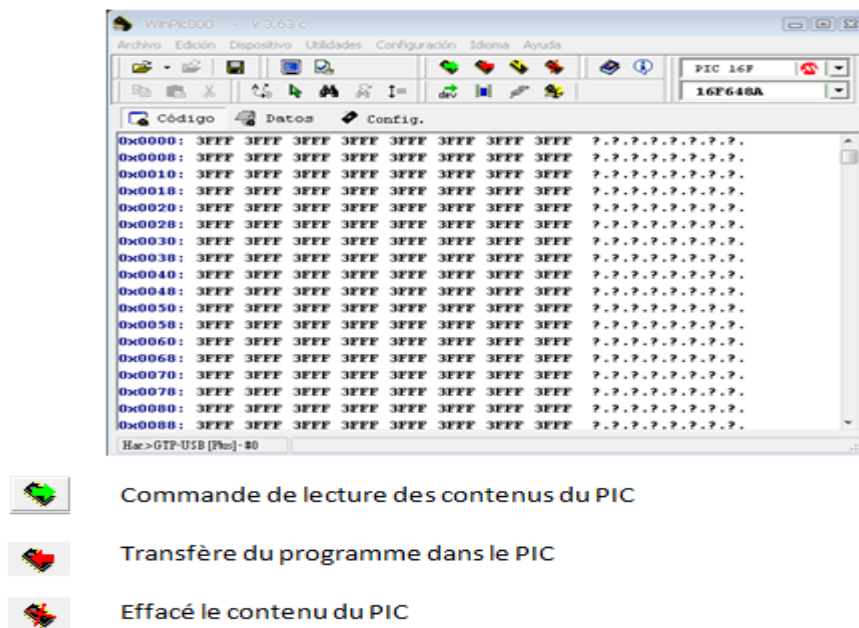 WinPic800 - v 3.63 c
Archivo Edición Dispositivo Utilidades Configuración Idioma Ayuda
PIC 16F
16F648A
Código Datos Config.
0x0000: 3FFF 3FFF 3FFF 3FFF 3FFF 3FFF 3FFF 3FFF ?.?.?.?.?.?.?.?.
0x0008: 3FFF 3FFF 3FFF 3FFF 3FFF 3FFF 3FFF 3FFF ?.?.?.?.?.?.?.?.
0x0010: 3FFF 3FFF 3FFF 3FFF 3FFF 3FFF 3FFF 3FFF ?.?.?.?.?.?.?.?.
0x0018: 3FFF 3FFF 3FFF 3FFF 3FFF 3FFF 3FFF 3FFF ?.?.?.?.?.?.?.?.
0x0020: 3FFF 3FFF 3FFF 3FFF 3FFF 3FFF 3FFF 3FFF ?.?.?.?.?.?.?.?.
0x0028: 3FFF 3FFF 3FFF 3FFF 3FFF 3FFF 3FFF 3FFF ?.?.?.?.?.?.?.?.
0x0030: 3FFF 3FFF 3FFF 3FFF 3FFF 3FFF 3FFF 3FFF ?.?.?.?.?.?.?.?.
0x0038: 3FFF 3FFF 3FFF 3FFF 3FFF 3FFF 3FFF 3FFF ?.?.?.?.?.?.?.?.
0x0040: 3FFF 3FFF 3FFF 3FFF 3FFF 3FFF 3FFF 3FFF ?.?.?.?.?.?.?.?.
0x0048: 3FFF 3FFF 3FFF 3FFF 3FFF 3FFF 3FFF 3FFF ?.?.?.?.?.?.?.?.
0x0050: 3FFF 3FFF 3FFF 3FFF 3FFF 3FFF 3FFF 3FFF ?.?.?.?.?.?.?.?.
0x0058: 3FFF 3FFF 3FFF 3FFF 3FFF 3FFF 3FFF 3FFF ?.?.?.?.?.?.?.?.
0x0060: 3FFF 3FFF 3FFF 3FFF 3FFF 3FFF 3FFF 3FFF ?.?.?.?.?.?.?.?.
0x0068: 3FFF 3FFF 3FFF 3FFF 3FFF 3FFF 3FFF 3FFF ?.?.?.?.?.?.?.?.
0x0070: 3FFF 3FFF 3FFF 3FFF 3FFF 3FFF 3FFF 3FFF ?.?.?.?.?.?.?.?.
0x0078: 3FFF 3FFF 3FFF 3FFF 3FFF 3FFF 3FFF 3FFF ?.?.?.?.?.?.?.?.
0x0080: 3FFF 3FFF 3FFF 3FFF 3FFF 3FFF 3FFF 3FFF ?.?.?.?.?.?.?.?.
0x0088: 3FFF 3FFF 3FFF 3FFF 3FFF 3FFF 3FFF 3FFF ?.?.?.?.?.?.?.?.
Har.>GTP-USB [Plus] - #0
Commande de lecture des contenus du PIC
Transfère du programme dans le PIC
Effacé le contenu du PIC